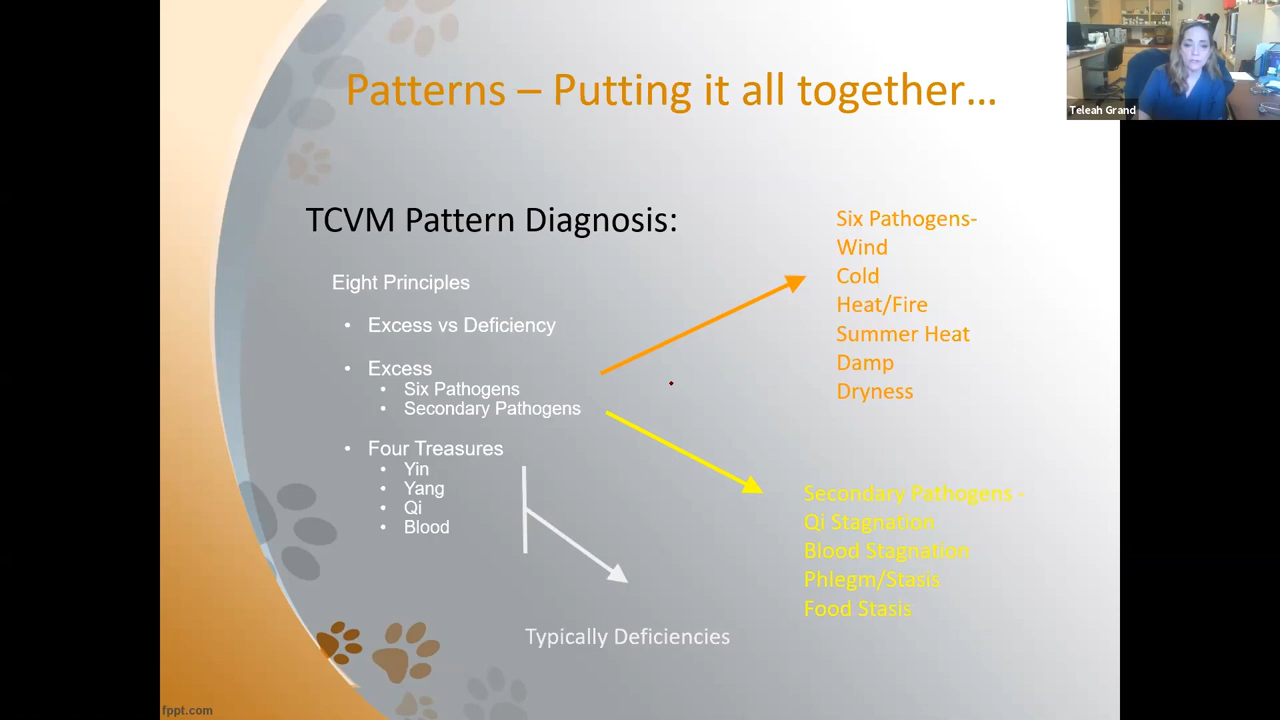 Patterns – Putting it all together…
Teleah Grand
TCVM Pattern Diagnosis:
Eight Principles
• Excess vs Deficiency
• Excess
• Six Pathogens
• Secondary Pathogens
• Four Treasures
• Yin
• Yang
• Qi
• Blood
Typically Deficiencies
Six Pathogens-
Wind
Cold
Heat/Fire
Summer Heat
Damp
Dryness
Secondary Pathogens -
Qi Stagnation
Blood Stagnation
Phlegm/Stasis
Food Stasis
fppt.com